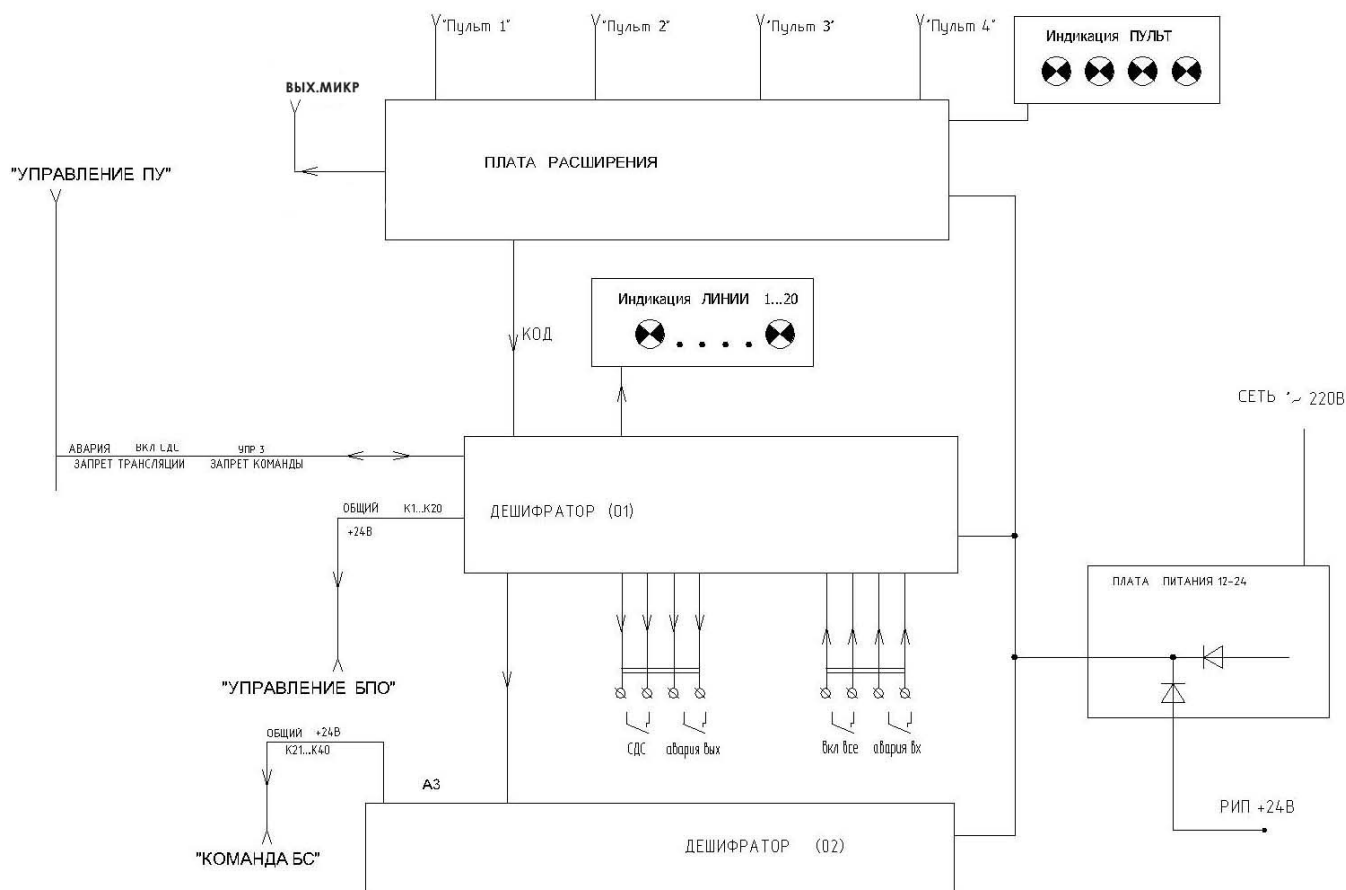 "Пульт 1"
"Пульт 2"
"Пульт 3"
"Пульт 4"
Индикация ПУЛЬТ
ВЫХ.МИКР
ПЛАТА РАСШИРЕНИЯ
"УПРАВЛЕНИЕ ПУ"
Индикация ЛИНИИ 1...20
КОД
СЕТЬ ~ 220В
АВАРИЯ ВКЛ СДС УПР 3
ЗАПРЕТ ТРАНСЛЯЦИИ ЗАПРЕТ КОМАНДЫ
ОБЩИЙ К1...К20
+24В
ДЕШИФРАТОР (01)
ПЛАТА ПИТАНИЯ 12-24
"УПРАВЛЕНИЕ БПО"
ОБЩИЙ +24В
К21...К40
СДС
авария вых
вкл все
авария вх
А3
РИП +24В
ДЕШИФРАТОР (02)
"КОМАНДА БС"